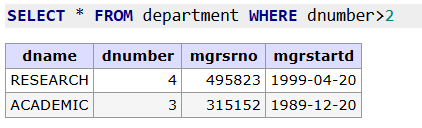 SELECT * FROM department WHERE dnumber>2
dname dnumber mgrsrno mgrstartd
RESEARCH 4 495823 1999-04-20
ACADEMIC 3 315152 1989-12-20